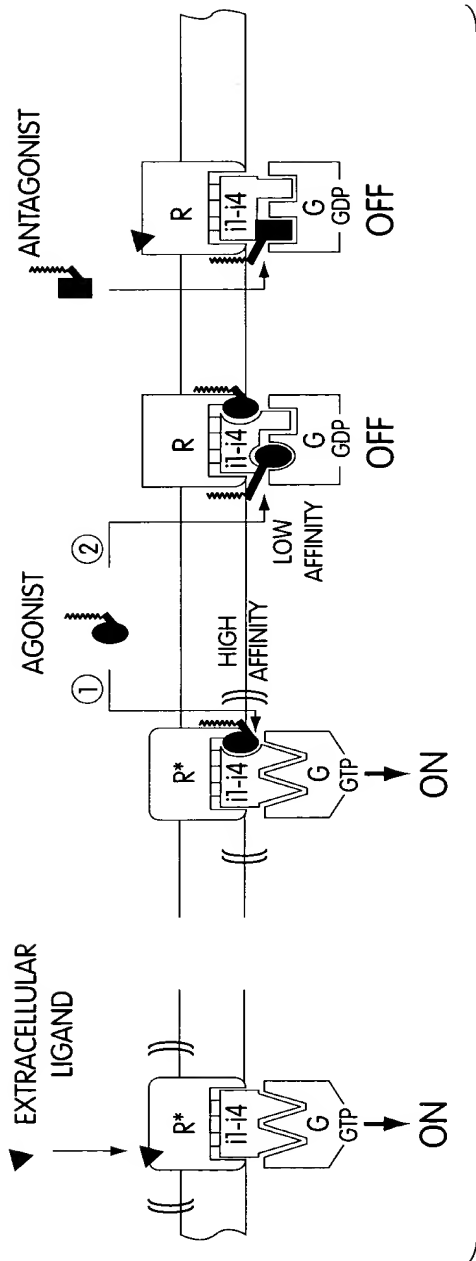 EXTRACELLULAR
LIGAND
R*
i1-i4
G
GTP
ON
AGONIST
①
②
R*
i1-i4
HIGH
AFFINITY
G
GTP
ON
R
i1-i4
LOW
AFFINITY
G
GDP
OFF
ANTAGONIST
R
i1-i4
G
GDP
OFF